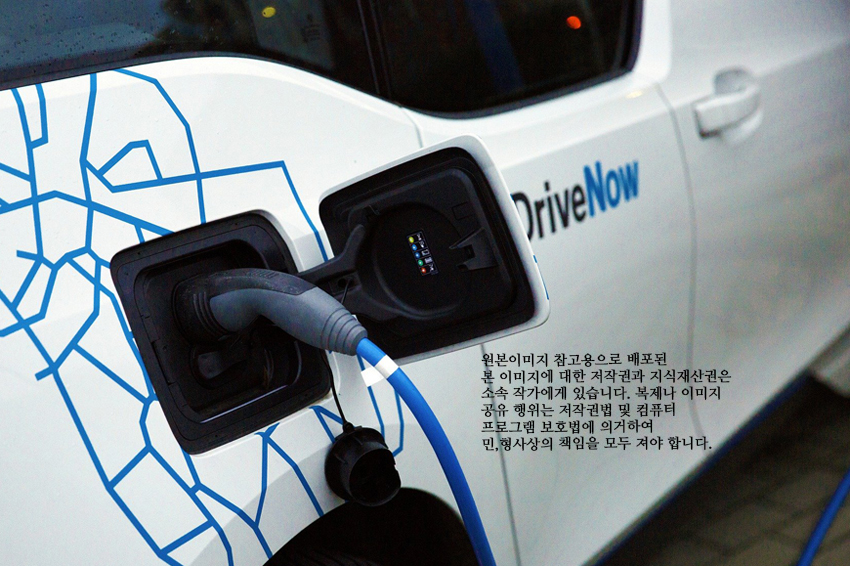 DriveNow
원본이미지 참고용으로 배포된
본 이미지에 대한 저작권과 지식재산권은
소속 작가에게 있습니다. 복제나 이미지
공유 행위는 저작권법 및 컴퓨터
프로그램 보호법에 의거하여
민,형사상의 책임을 모두 져야 합니다.